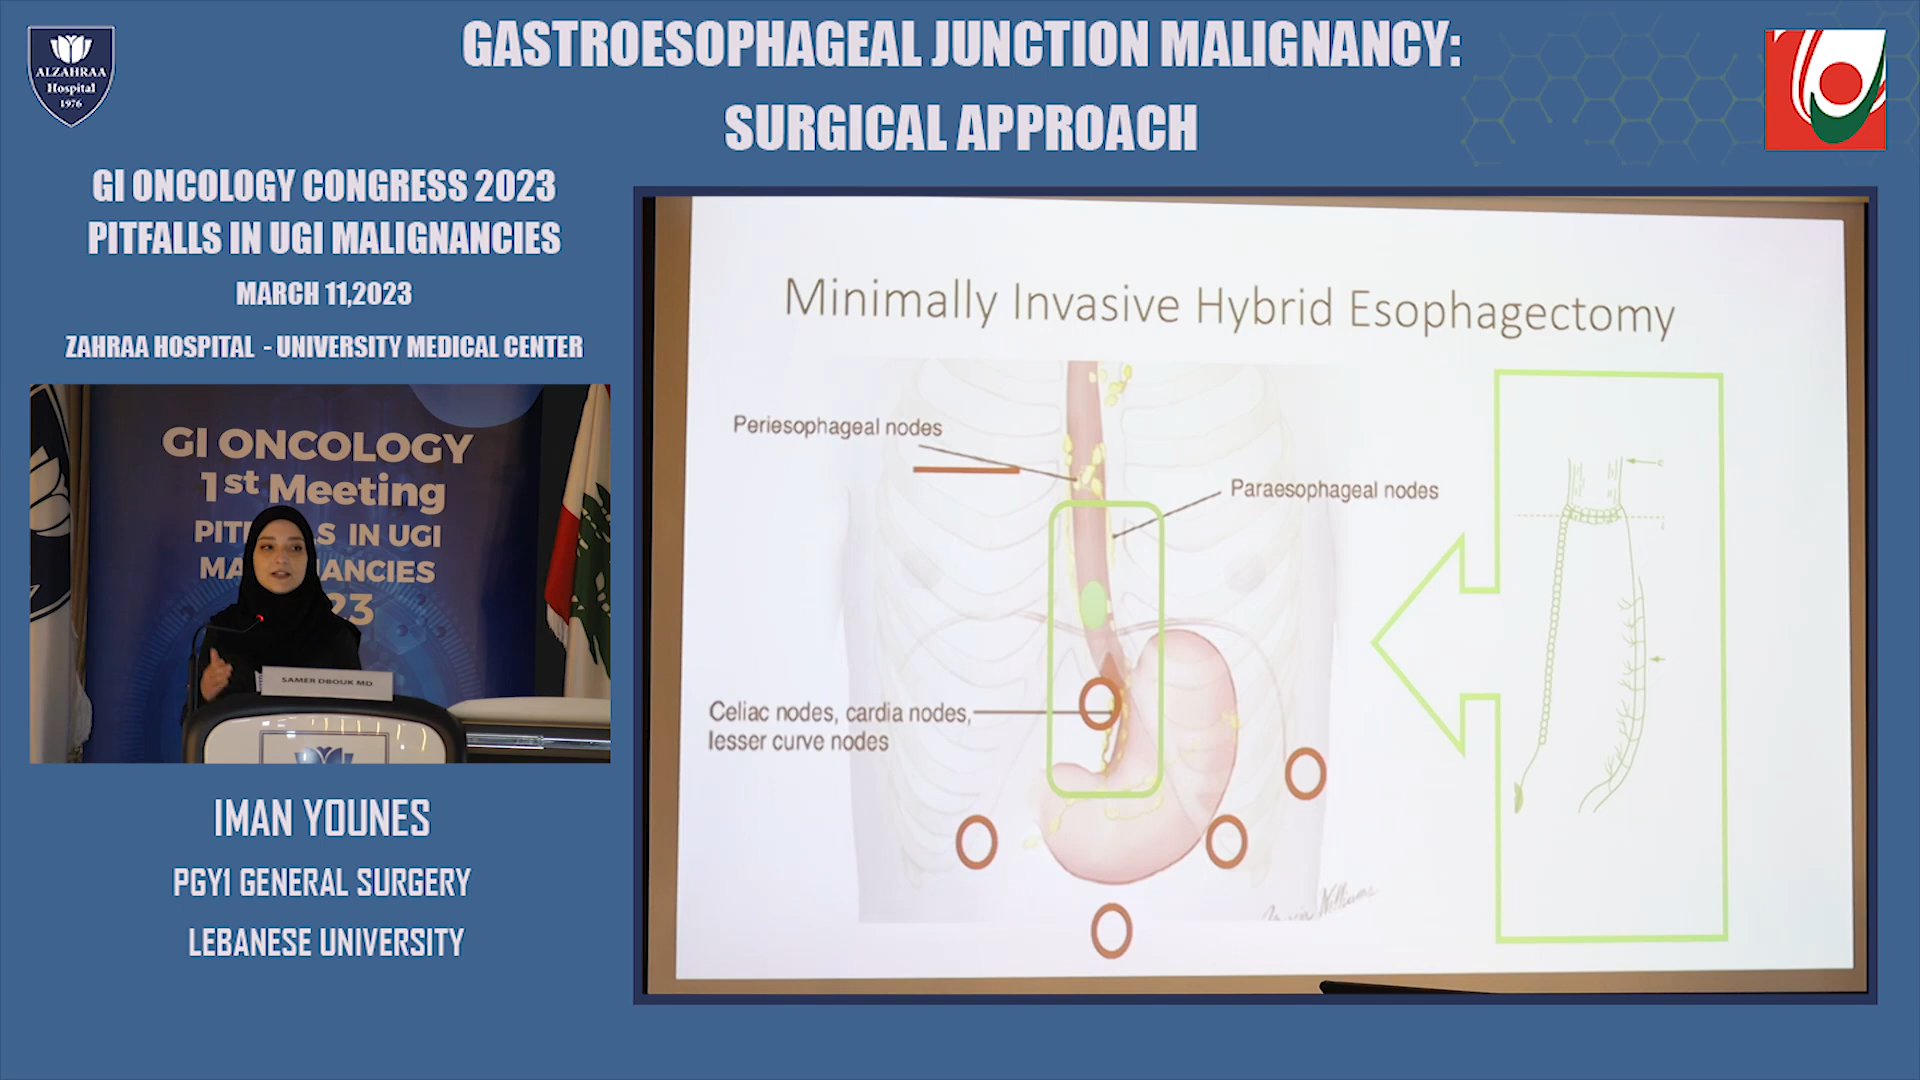 GASTROESOPHAGEAL JUNCTION MALIGNANCY:
SURGICAL APPROACH
ALZAHRAA
Hospital
1976
GI ONCOLOGY CONGRESS 2023
PITFALLS IN UGI MALIGNANCIES
MARCH 11,2023
ZAHRAA HOSPITAL - UNIVERSITY MEDICAL CENTER
GI ONCOLOGY
1st Meeting
IN UGI
SAMER DBOUK MD
IMAN YOUNES
PGY1 GENERAL SURGERY
LEBANESE UNIVERSITY
Minimally Invasive Hybrid Esophagectomy
Periesophageal nodes
Paraesophageal nodes
Celiac nodes, cardia nodes,
lesser curve nodes